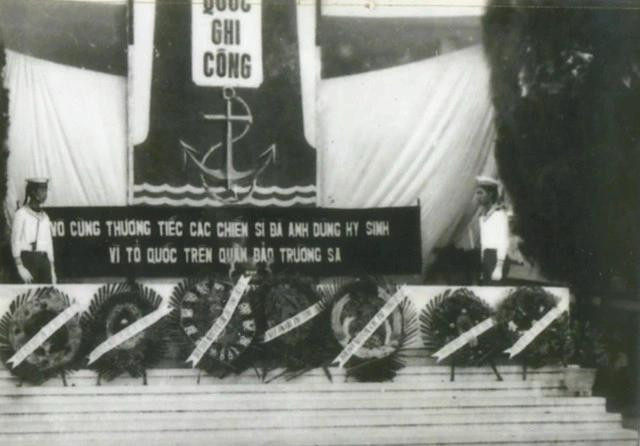 QUỐC
GHI
CÔNG
VÔ CÙNG THƯƠNG TIẾC CÁC CHIẾN SĨ ĐÃ ANH DŨNG HY SINH
VÌ TỔ QUỐC TRÊN QUẦN ĐẢO TRƯỜNG SA